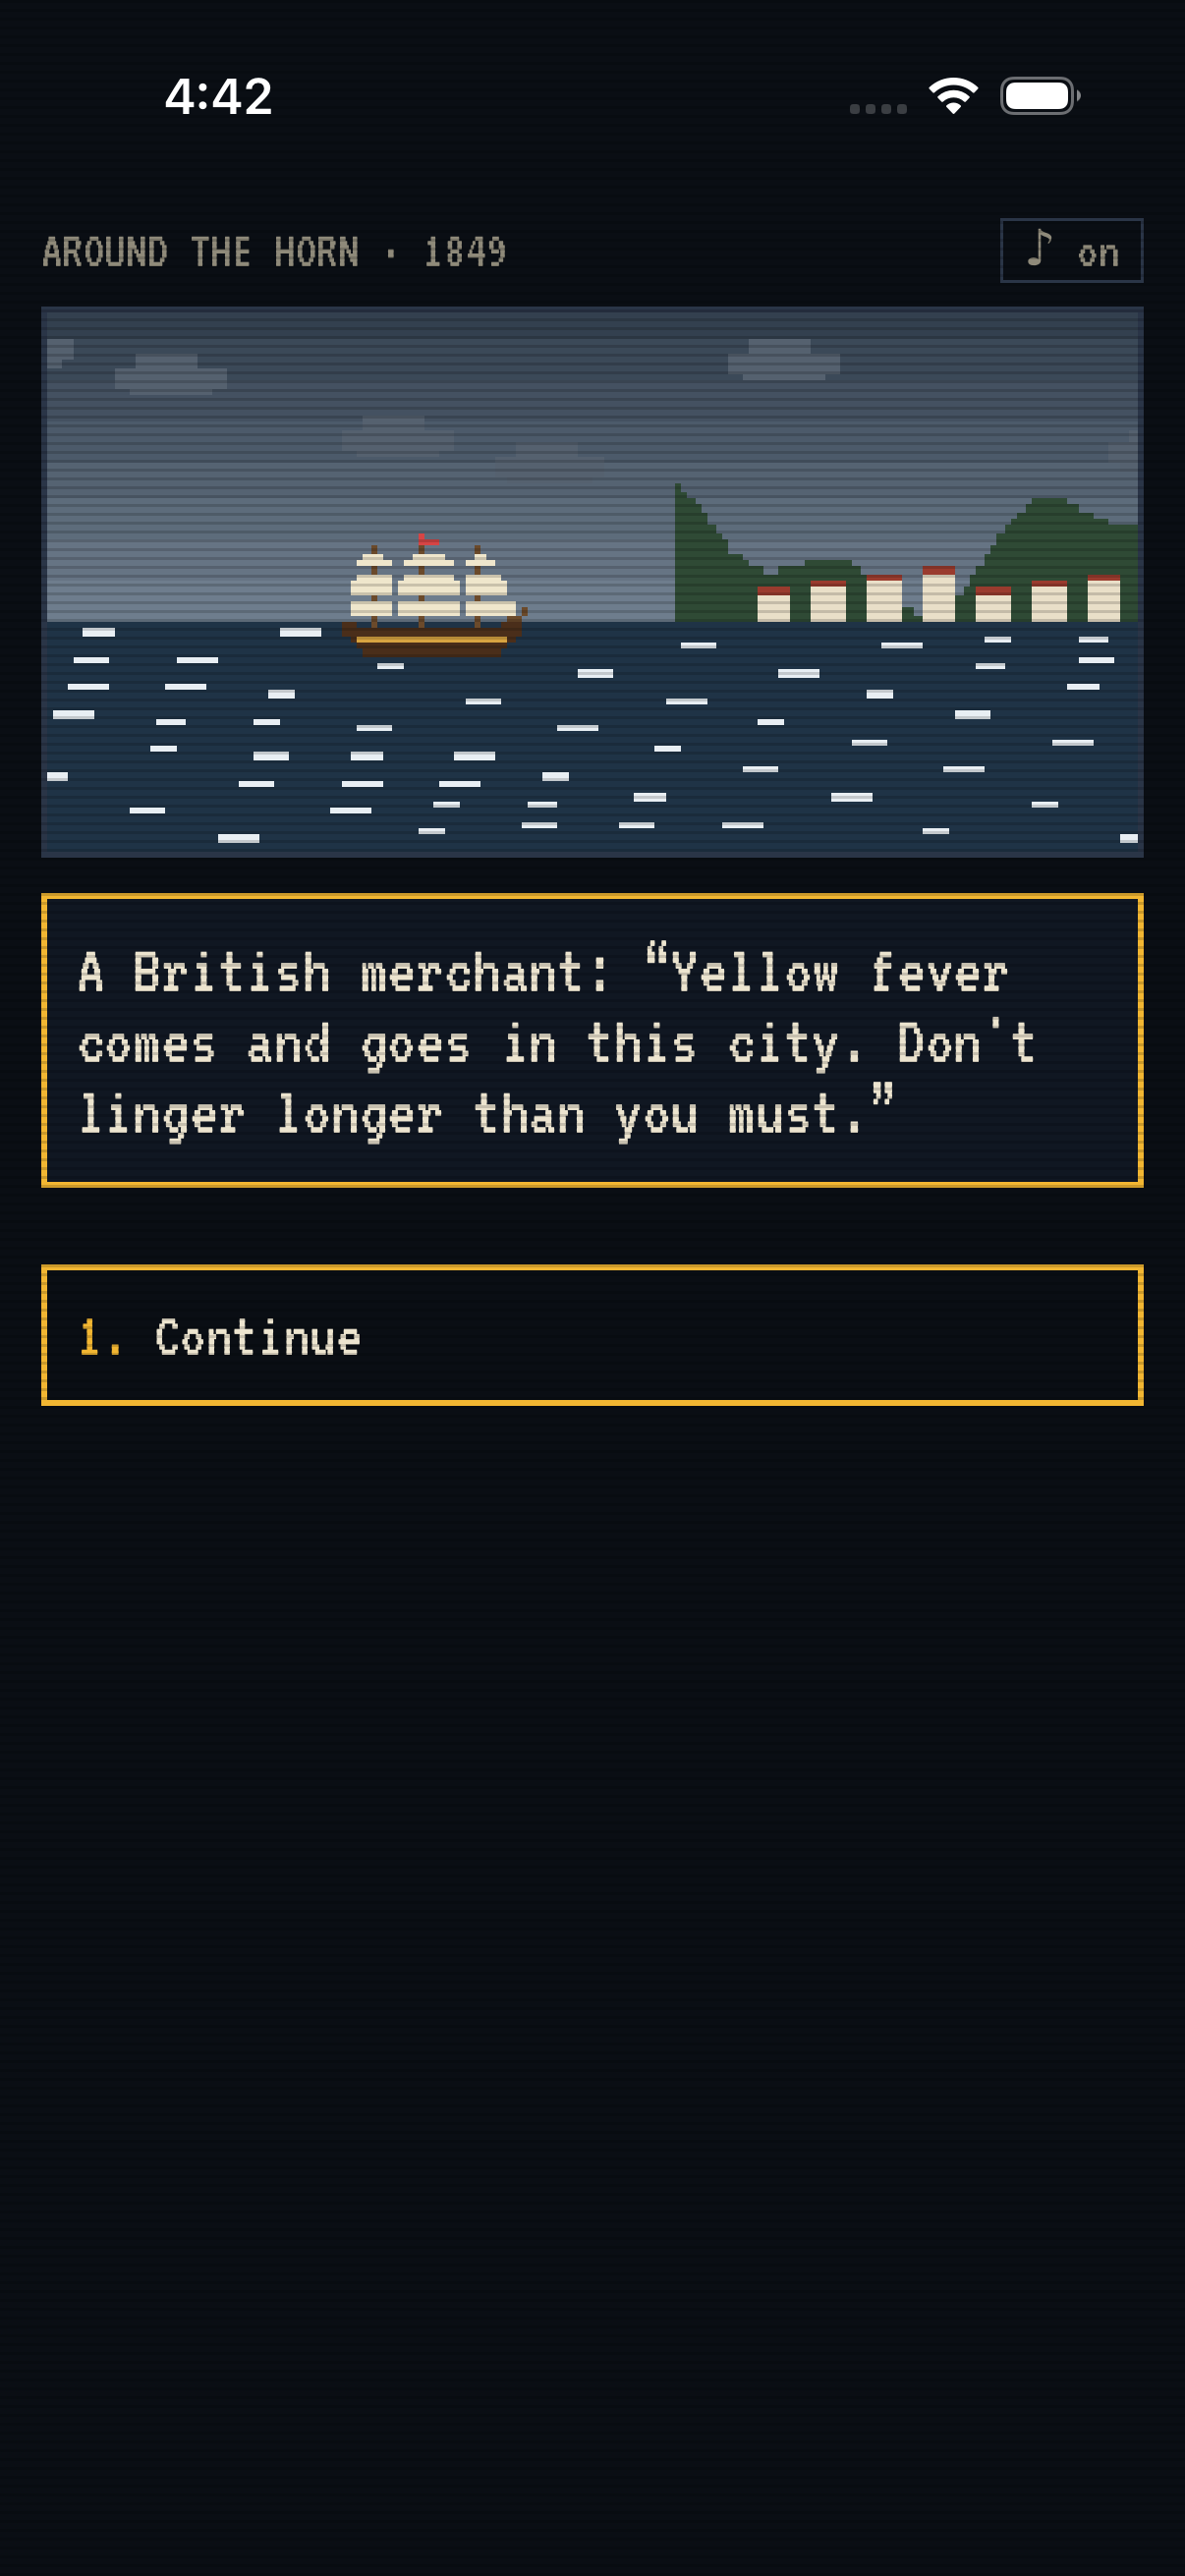 4:42
AROUND THE HORN · 1849
♪ on
A British merchant: “Yellow fever
comes and goes in this city. Don't
linger longer than you must.”
1. Continue